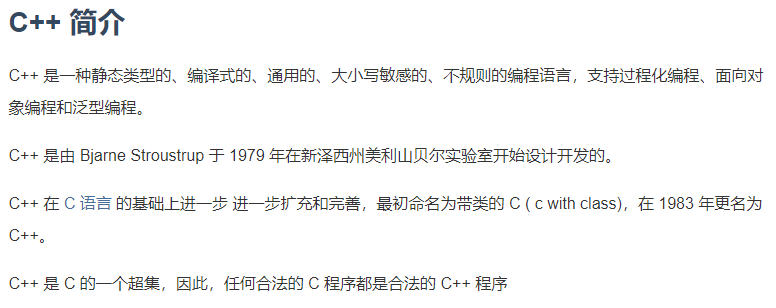 C++ 简介
C++ 是一种静态类型的、编译式的、通用的、大小写敏感的、不规则的编程语言，支持过程化编程、面向对
象编程和泛型编程。
C++ 是由 Bjarne Stroustrup 于 1979 年在新泽西州美利山贝尔实验室开始设计开发的。
C++ 在 C 语言 的基础上进一步 进一步扩充和完善，最初命名为带类的 C ( c with class)，在 1983 年更名为
C++。
C++ 是 C 的一个超集，因此，任何合法的 C 程序都是合法的 C++ 程序